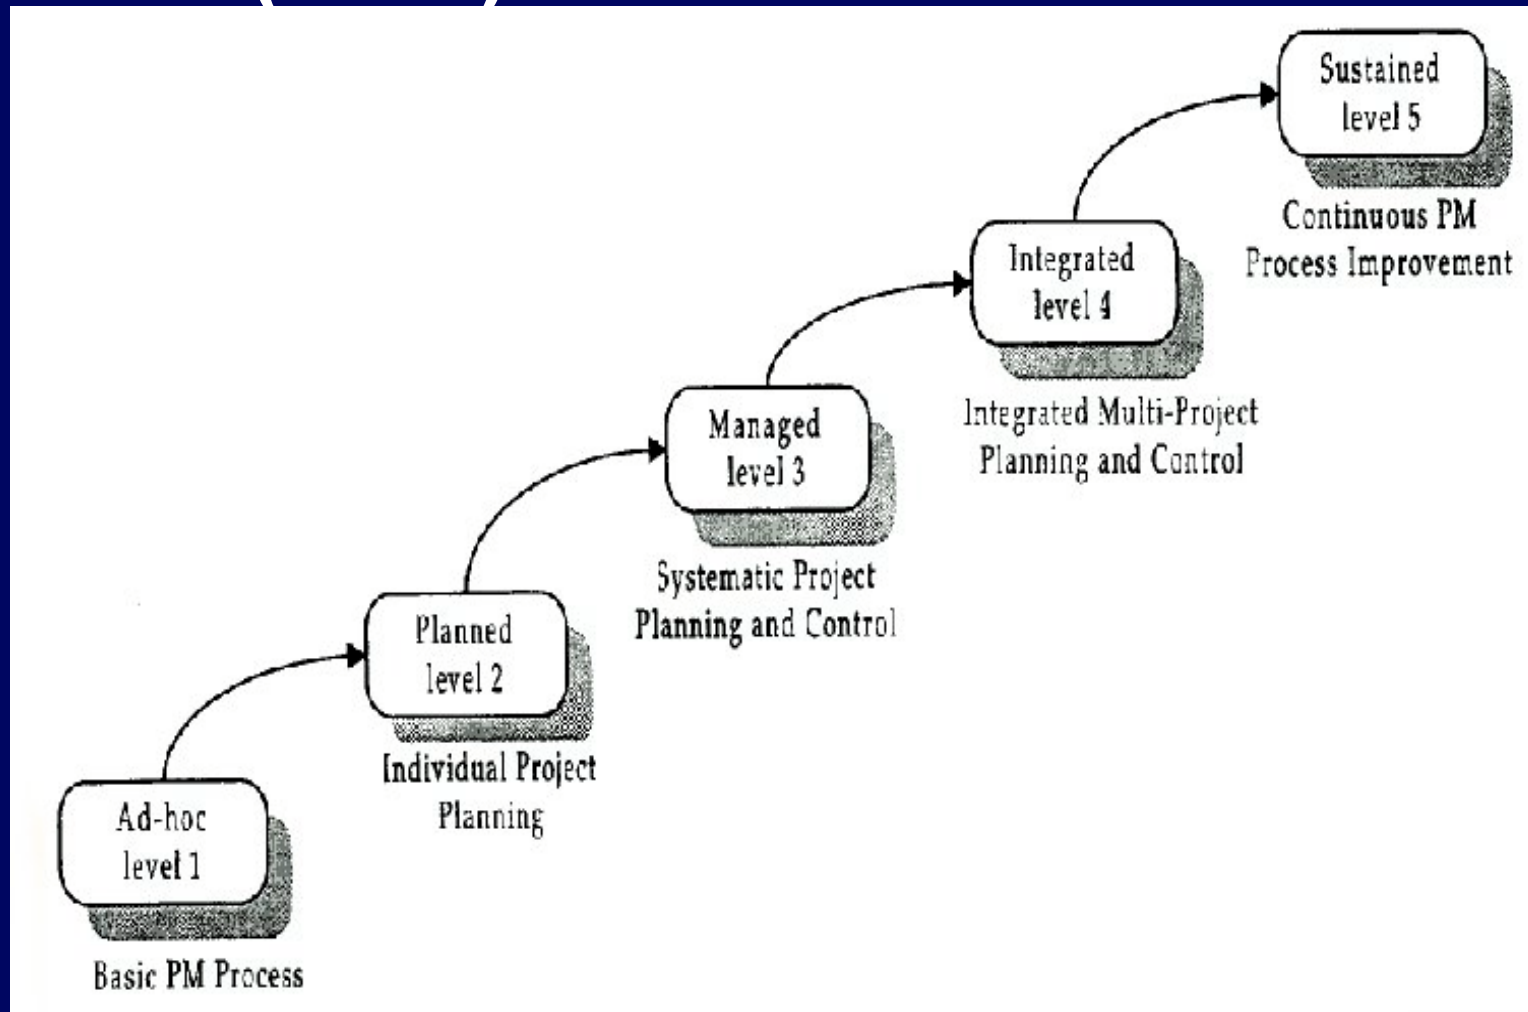 Sustained
level 5
Continuous PM
Process Improvement
Integrated
level 4
Integrated Multi-Project
Planning and Control
Managed
level 3
Systematic Project
Planning and Control
Planned
level 2
Individual Project
Planning
Ad-hoc
level 1
Basic PM Process